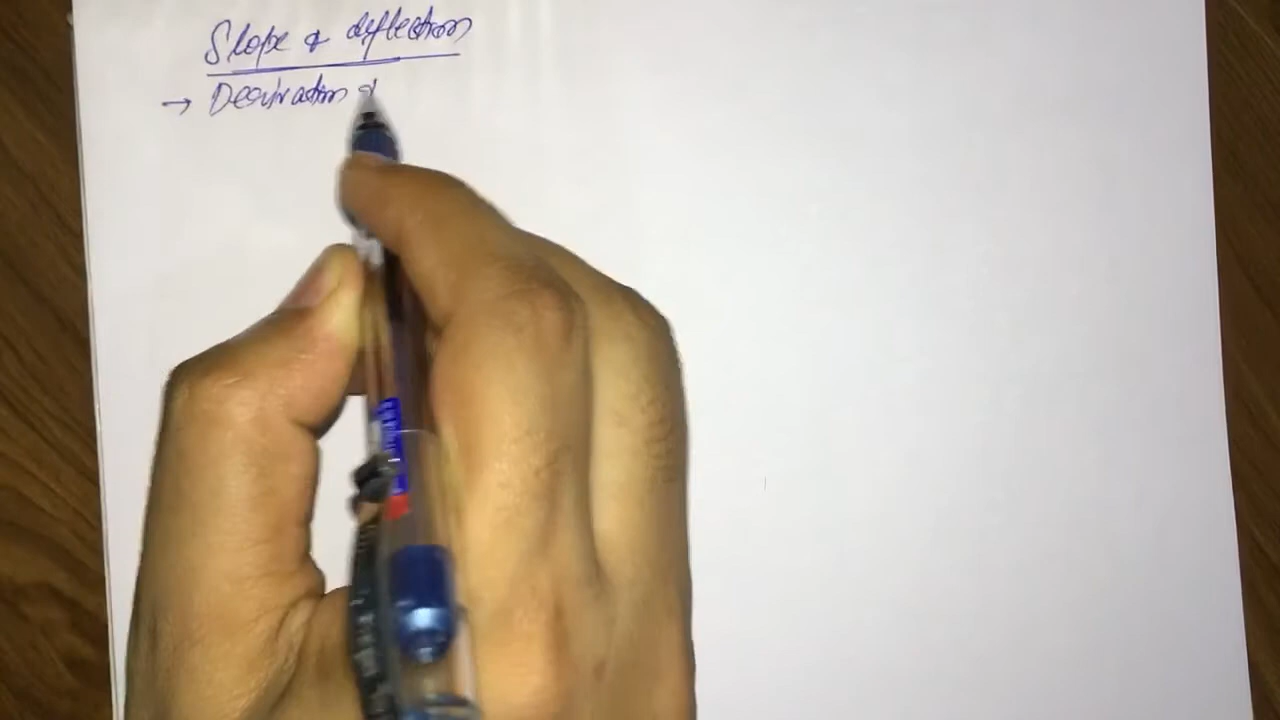 Slope & deflection
→ Derivation